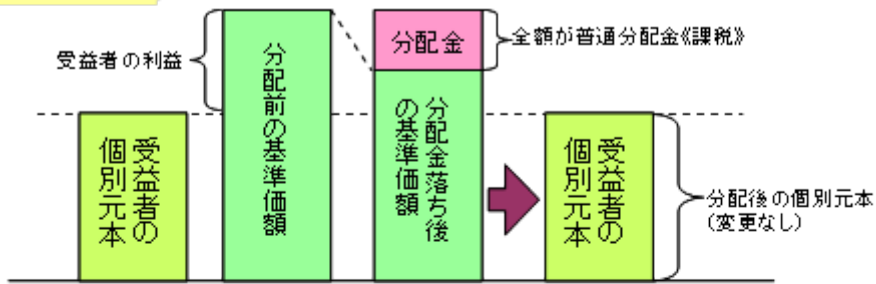 受益者の利益
受益者の
個別元本
分配前の基準価額
分配金
全額が普通分配金《課税》
分配金落ち後
の基準価額
受益者の
個別元本
分配後の個別元本
(変更なし)